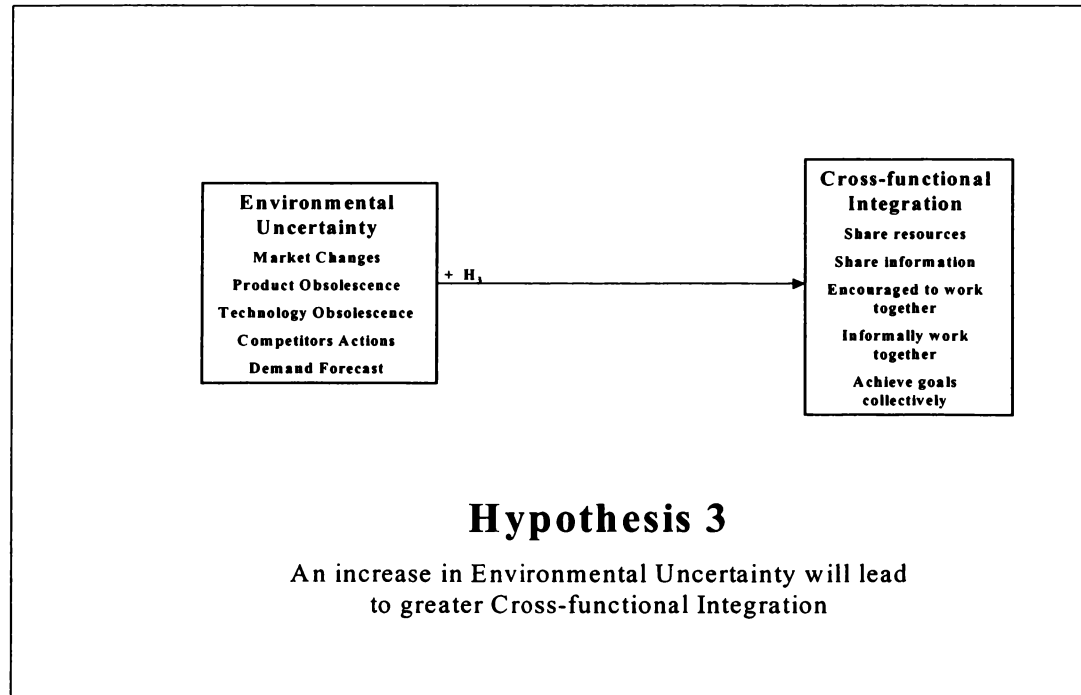 Environmental
Uncertainty
Market Changes
Product Obsolescence
Technology Obsolescence
Competitors Actions
Demand Forecast
+ H₃
Cross-functional
Integration
Share resources
Share information
Encouraged to work
together
Informally work
together
Achieve goals
collectively
Hypothesis 3
An increase in Environmental Uncertainty will lead
to greater Cross-functional Integration